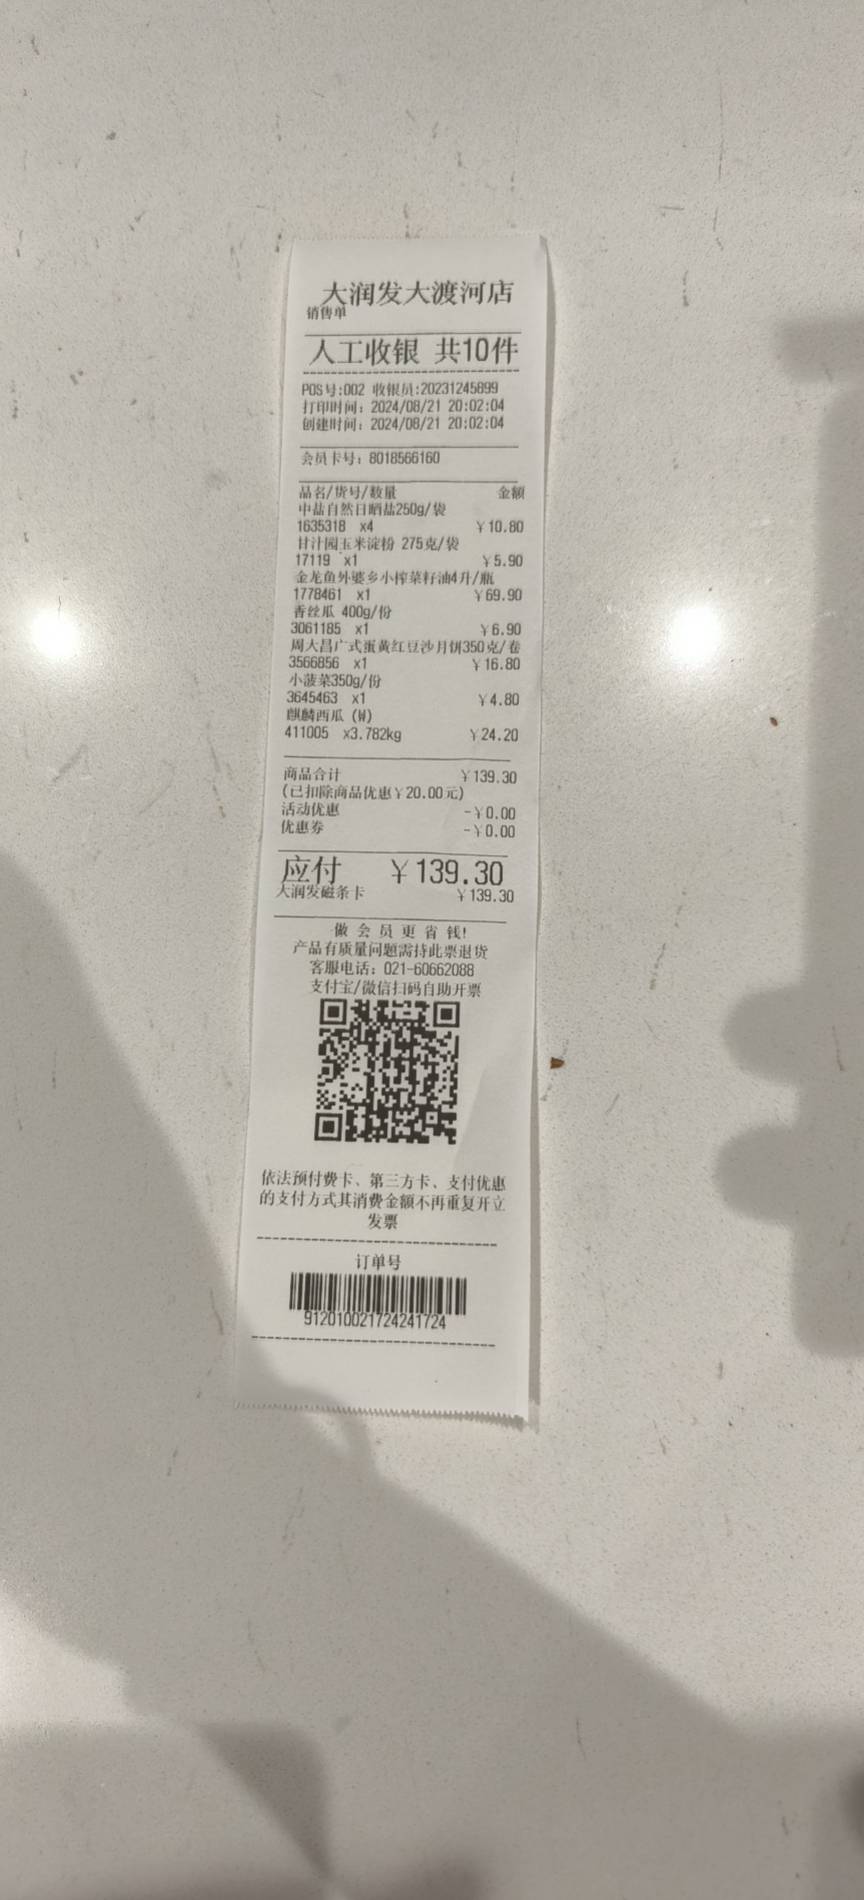 大润发大渡河店
销售单
人工收银 共10件
POS号:002 收银员:20231245899
打印时间：2024/08/21 20:02:04
创建时间：2024/08/21 20:02:04
会员卡号：8018566160
品名/货号/数量 金额
中盐自然日晒盐250g/袋
1635318 x4 ￥10.80
甘汁园玉米淀粉 275克/袋
17119 x1 ￥5.90
金龙鱼外婆乡小榨菜籽油4升/瓶
1778461 x1 ￥69.90
香丝瓜 400g/份
3061185 x1 ￥6.90
周大昌广式蛋黄红豆沙月饼350克/卷
3566856 x1 ￥16.80
小菠菜350g/份
3645463 x1 ￥4.80
麒麟西瓜（W）
411005 x3.782kg ￥24.20
商品合计 ￥139.30
(已扣除商品优惠￥20.00元)
活动优惠 -￥0.00
优惠券 -￥0.00
应付 ￥139.30
大润发磁条卡 ￥139.30
做会员更省钱!
产品有质量问题需持此票退货
客服电话：021-60662088
支付宝/微信扫码自助开票
依法预付费卡、第三方卡、支付优惠
的支付方式其消费金额不再重复开立
发票
订单号
912010021724241724